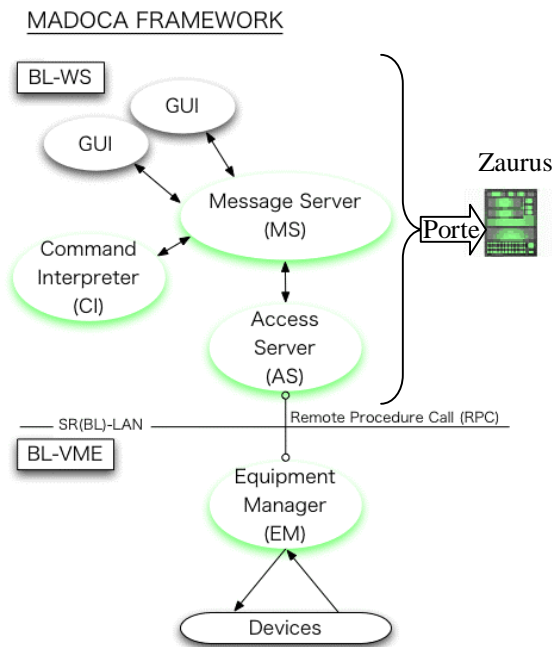 MADOCA FRAMEWORK
BL-WS
GUI
GUI
Zaurus
Message Server
(MS)
Porte
Command
Interpreter
(CI)
Access
Server
(AS)
SR(BL)-LAN
Remote Procedure Call (RPC)
BL-VME
Equipment
Manager
(EM)
Devices